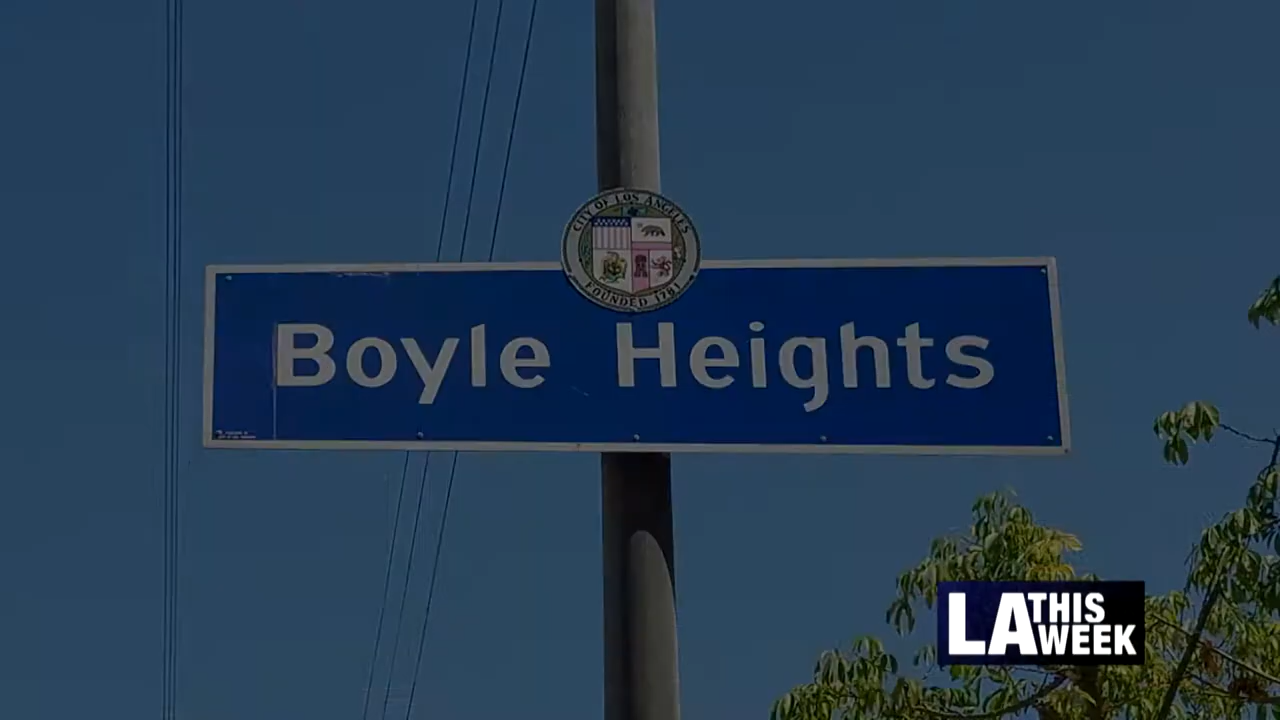 CITY OF LOS ANGELES
FOUNDED 1781
Boyle Heights
LA THIS
WEEK